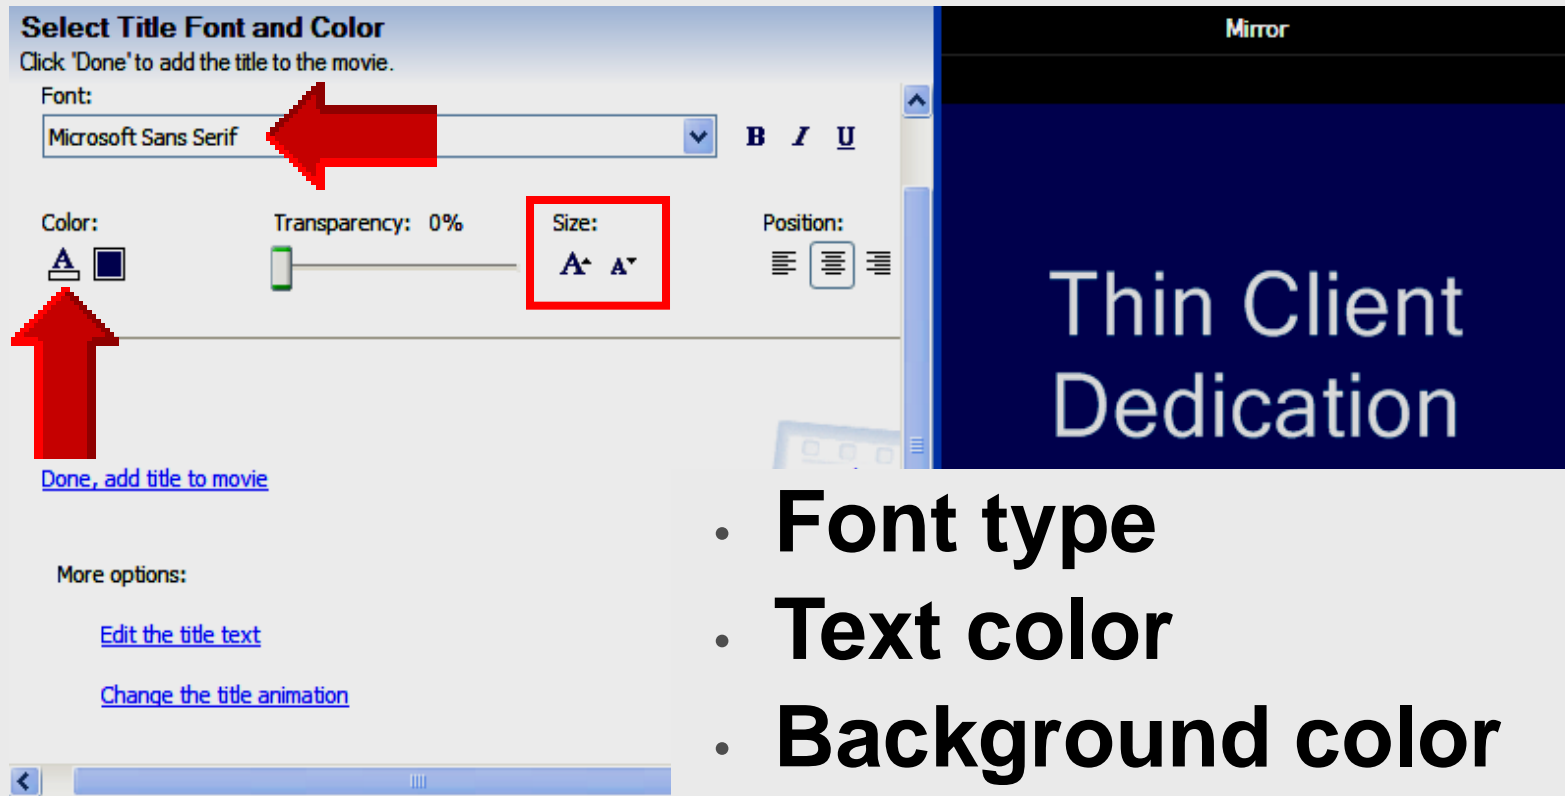 Select Title Font and Color
Click 'Done' to add the title to the movie.
Font:
Microsoft Sans Serif
B I U
Color:
Transparency: 0%
Size:
Position:
A
A A
Done, add title to movie
More options:
Edit the title text
Change the title animation
Mirror
Thin Client
Dedication
• Font type
• Text color
• Background color